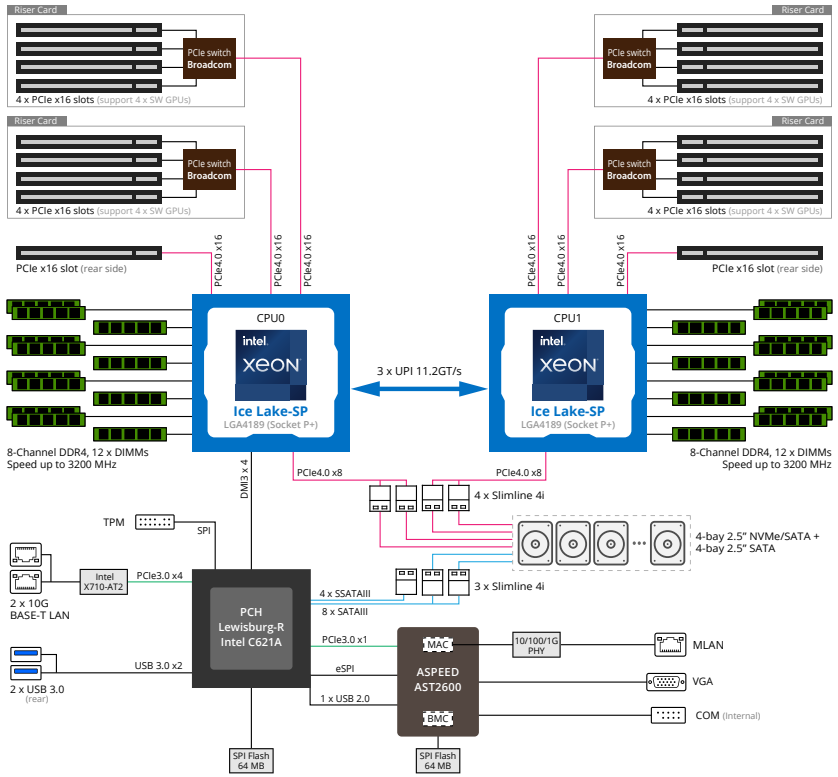 Riser Card
Riser Card
PCIe switch
Broadcom
PCIe switch
Broadcom
4 x PCIe x16 slots (support 4 x SW GPUs)
4 x PCIe x16 slots (support 4 x SW GPUs)
Riser Card
Riser Card
PCIe switch
Broadcom
PCIe switch
Broadcom
4 x PCIe x16 slots (support 4 x SW GPUs)
4 x PCIe x16 slots (support 4 x SW GPUs)
PCIe4.0 x16
PCIe4.0 x16
PCIe4.0 x16
PCIe4.0 x16
PCIe4.0 x16
PCIe4.0 x16
PCIe x16 slot (rear side)
PCIe x16 slot (rear side)
CPU0
CPU1
intel.
XEON
intel.
XEON
3 x UPI 11.2GT/s
Ice Lake-SP
LGA4189 (Socket P+)
Ice Lake-SP
LGA4189 (Socket P+)
8-Channel DDR4, 12 x DIMMs
Speed up to 3200 MHz
8-Channel DDR4, 12 x DIMMs
Speed up to 3200 MHz
DMI3 x 4
PCIe4.0 x8
PCIe4.0 x8
4 x Slimline 4i
TPM
SPI
4-bay 2.5" NVMe/SATA +
4-bay 2.5" SATA
Intel
X710-AT2
PCIe3.0 x4
2 x 10G
BASE-T LAN
3 x Slimline 4i
4 x SSATAIII
8 x SATAIII
PCH
Lewisburg-R
Intel C621A
PCIe3.0 x1
MAC
10/100/1G
PHY
MLAN
USB 3.0 x2
2 x USB 3.0
(rear)
eSPI
ASPEED
AST2600
VGA
1 x USB 2.0
BMC
COM (Internal)
SPI Flash
64 MB
SPI Flash
64 MB